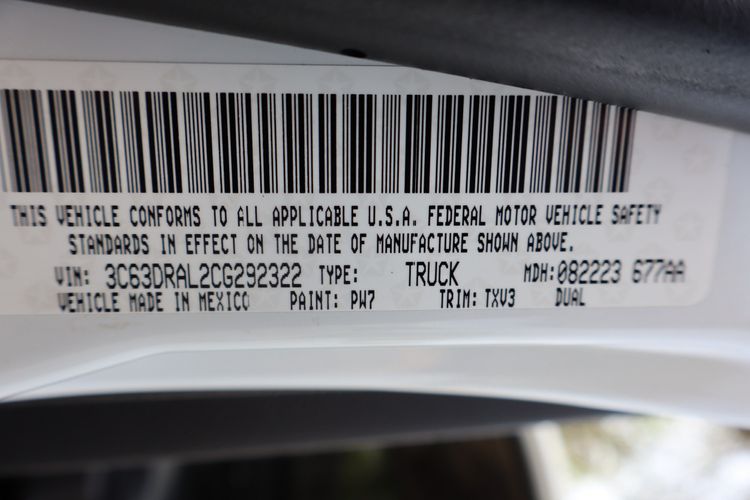 THIS VEHICLE CONFORMS TO ALL APPLICABLE U.S.A. FEDERAL MOTOR VEHICLE SAFETY
STANDARDS IN EFFECT ON THE DATE OF MANUFACTURE SHOWN ABOVE.
VIN: 3C63DRAL2CG292322 TYPE: TRUCK MDH:082223 677AA
VEHICLE MADE IN MEXICO PAINT: PW7 TRIM: TXV3 DUAL